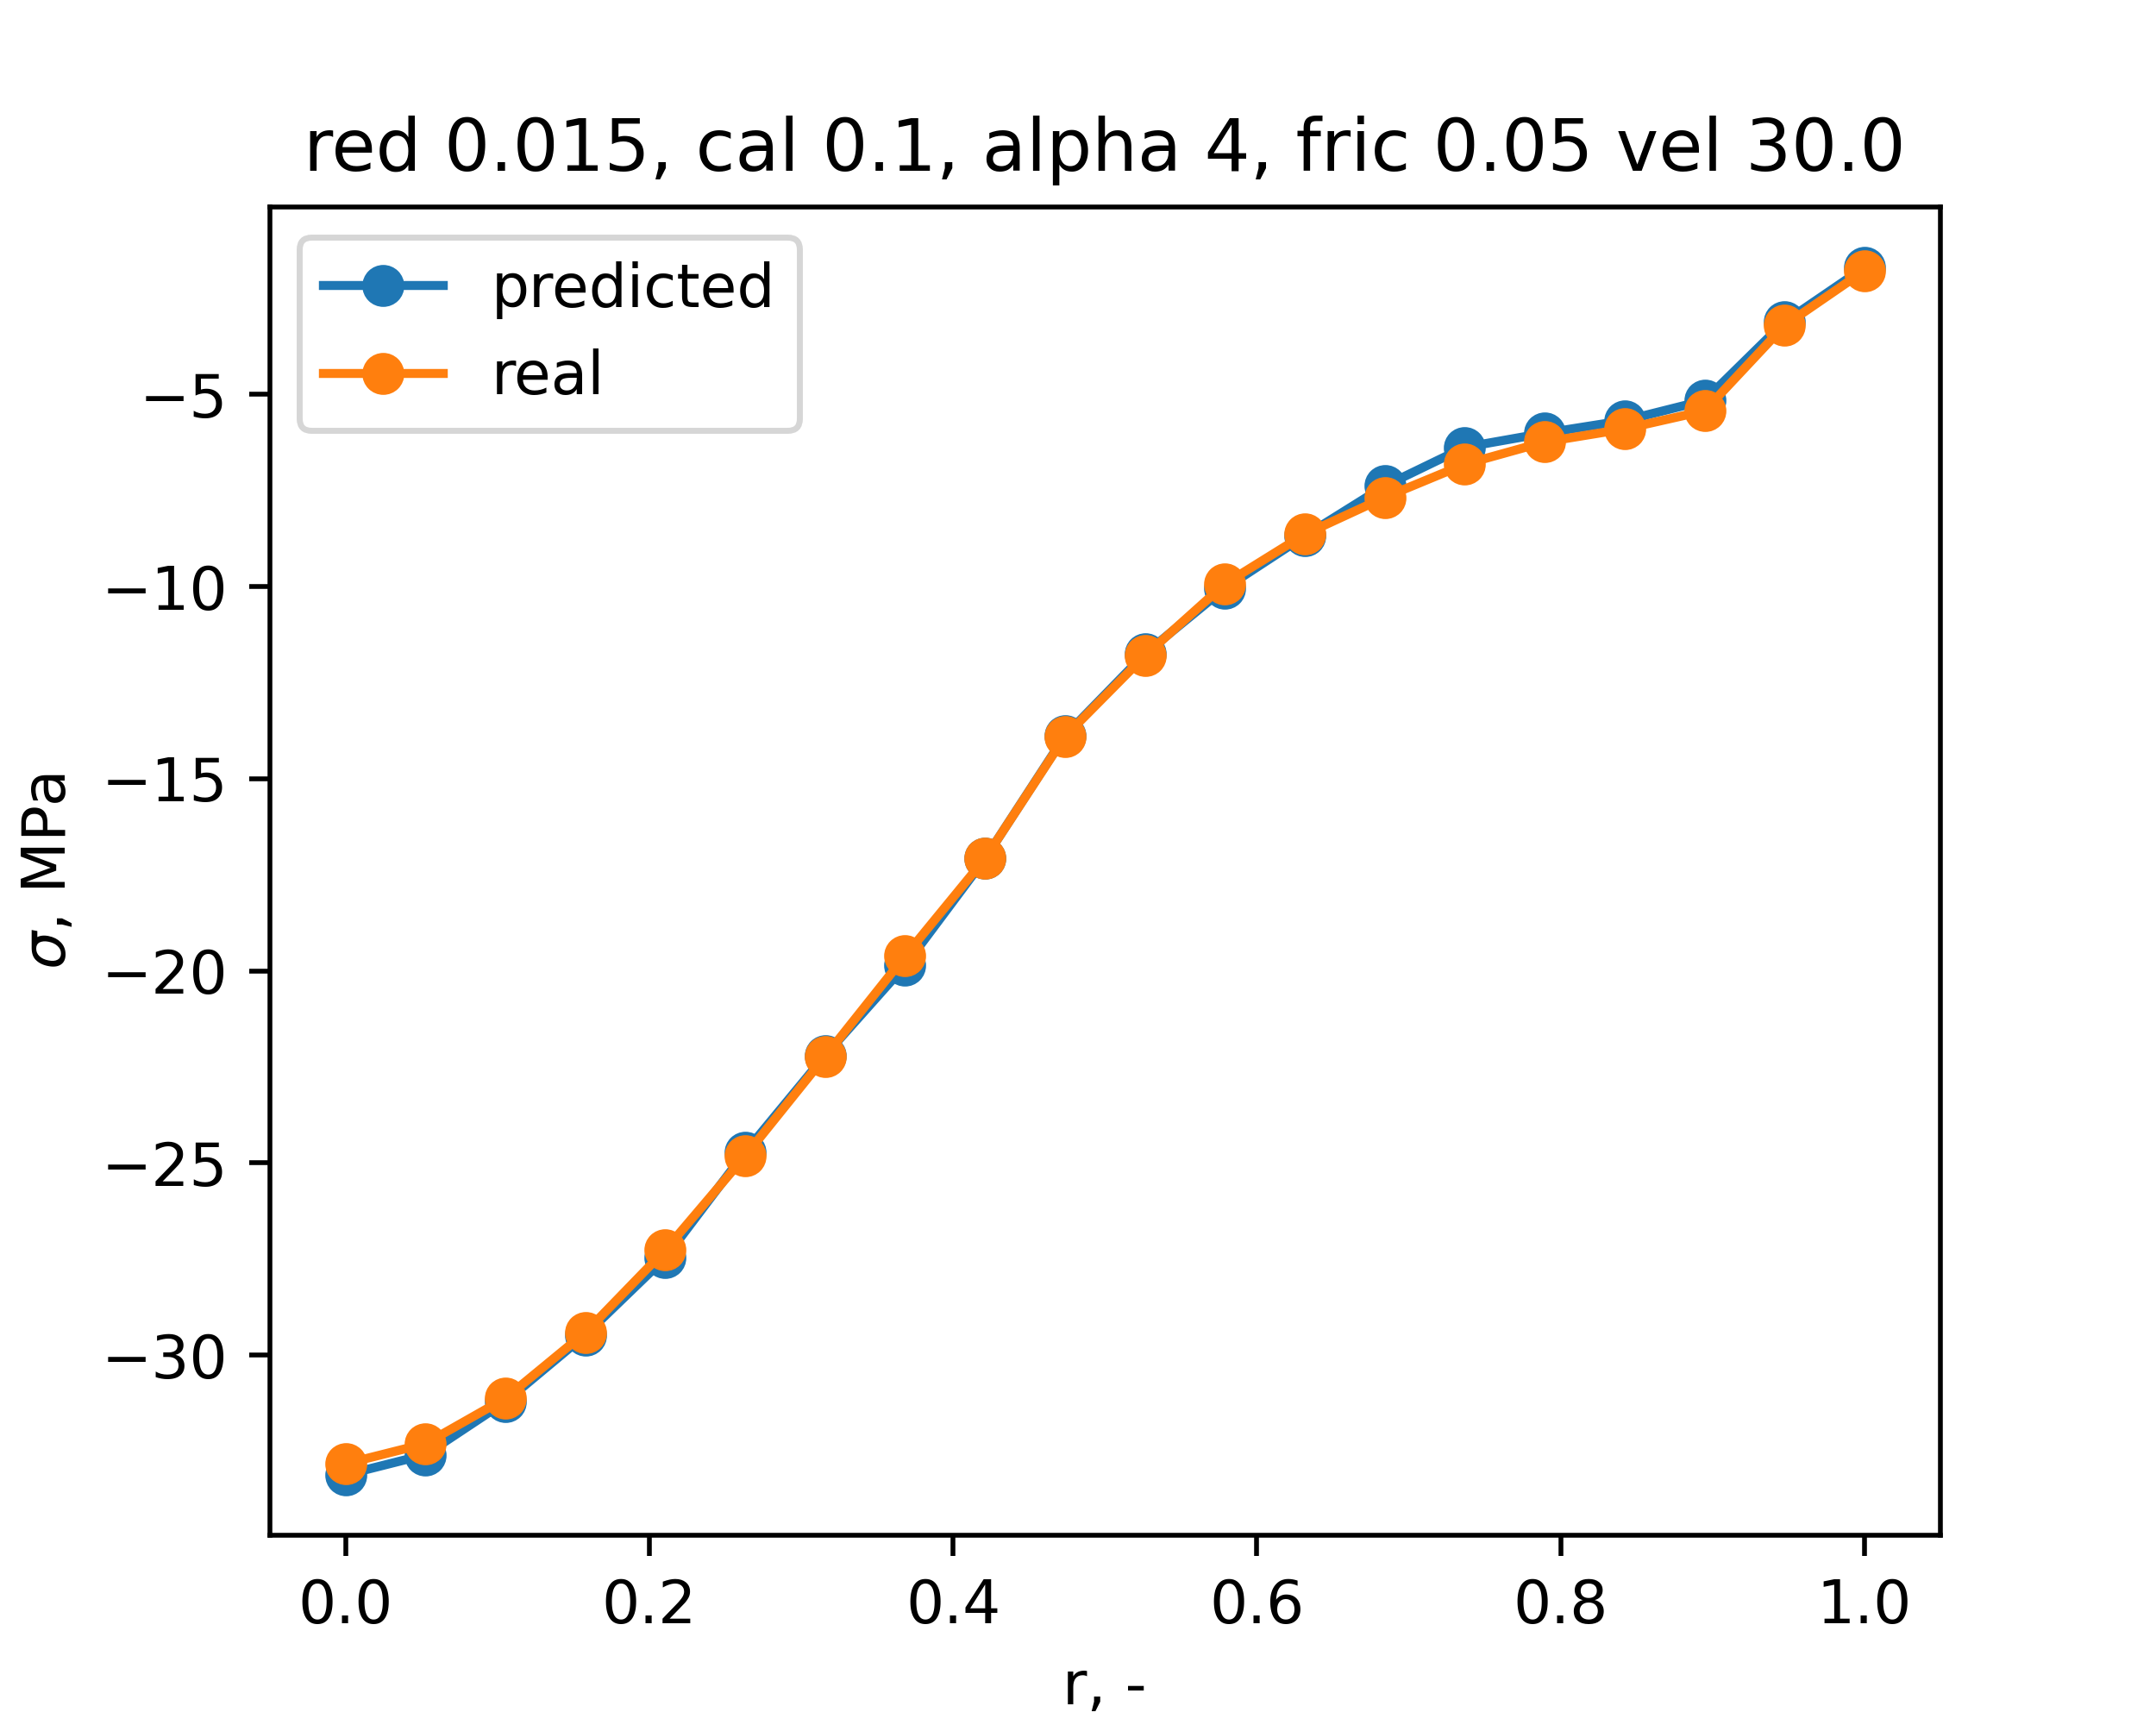 red 0.015, cal 0.1, alpha 4, fric 0.05 vel 30.0
predicted
real
−5
−10
−15
−20
−25
−30
σ, MPa
0.0 0.2 0.4 0.6 0.8 1.0
r, -